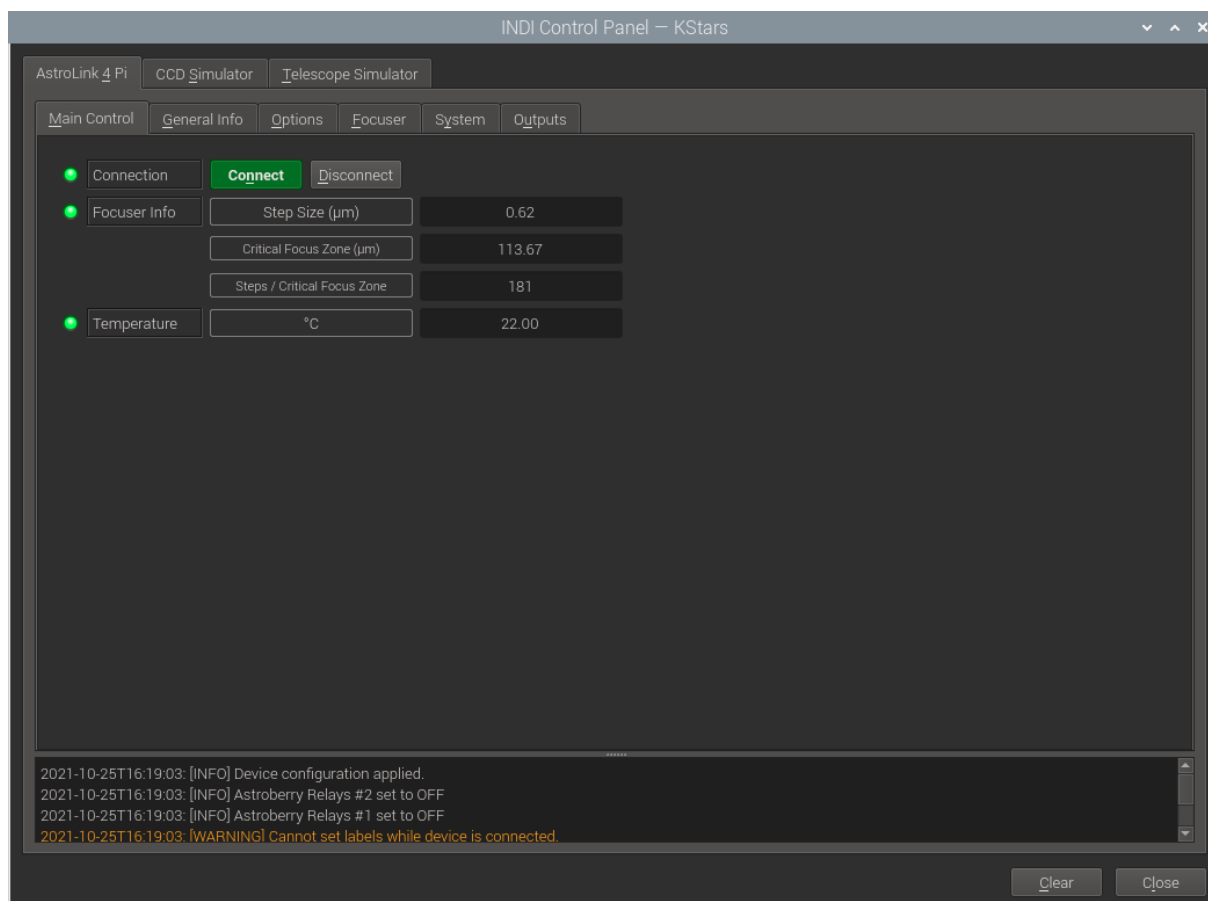 INDI Control Panel — KStars
AstroLink 4 Pi CCD Simulator Telescope Simulator
Main Control General Info Options Focuser System Outputs
Connection Connect Disconnect
Focuser Info Step Size (µm) 0.62
Critical Focus Zone (µm) 113.67
Steps / Critical Focus Zone 181
Temperature °C 22.00
2021-10-25T16:19:03: [INFO] Device configuration applied.
2021-10-25T16:19:03: [INFO] Astroberry Relays #2 set to OFF
2021-10-25T16:19:03: [INFO] Astroberry Relays #1 set to OFF
2021-10-25T16:19:03: [WARNING] Cannot set labels while device is connected.
Clear Close